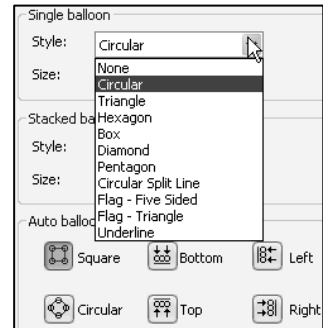 Single balloon
Style: Circular
Size:
None
Circular
Triangle
Hexagon
Box
Diamond
Pentagon
Circular Split Line
Flag - Five Sided
Flag - Triangle
Underline
Stacked ba
Style:
Size:
Auto balloo
Square Bottom Left
Circular Top Right